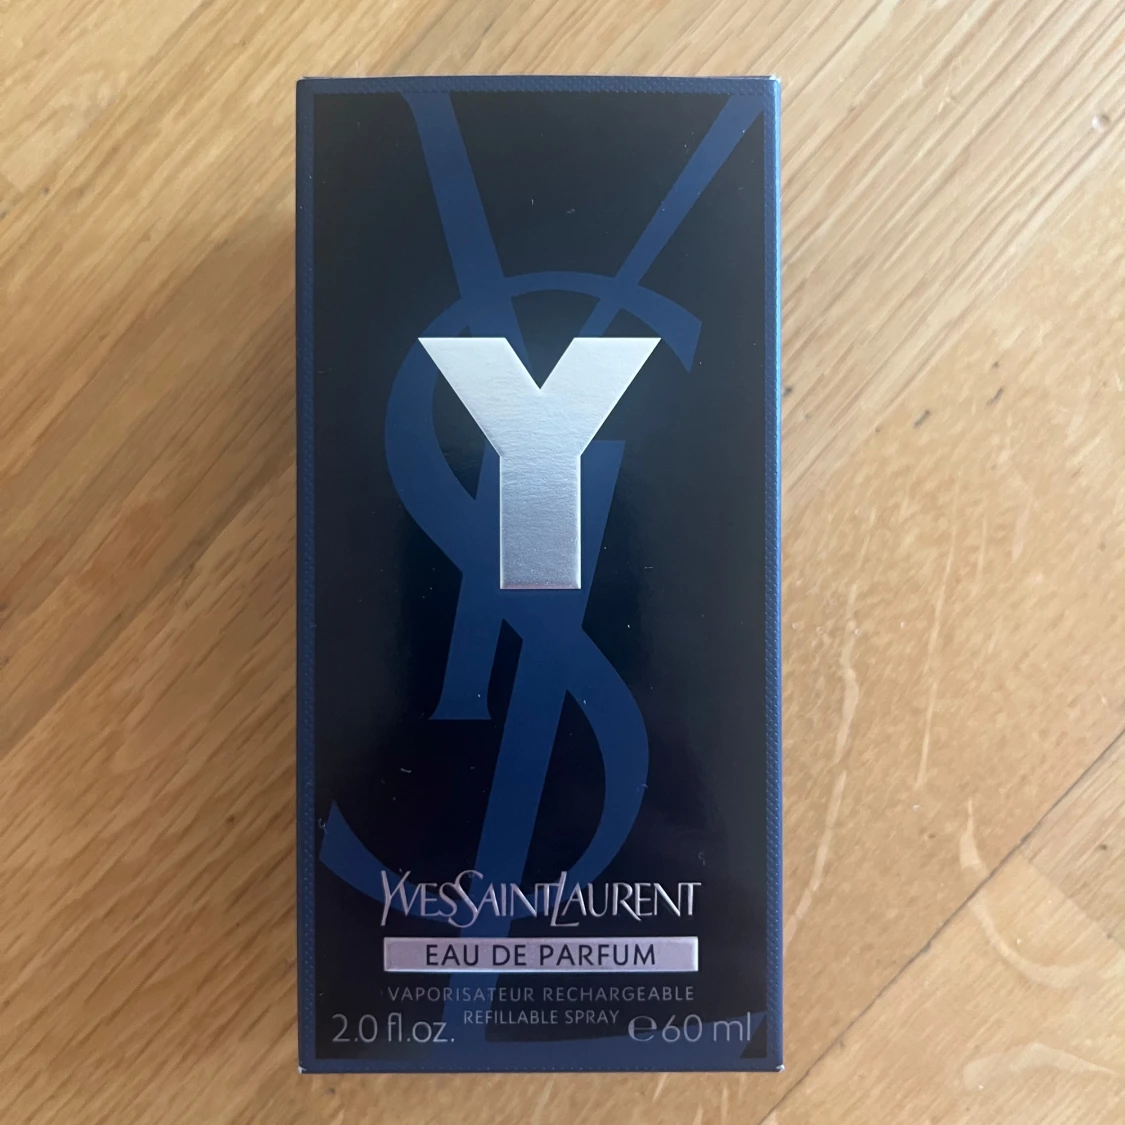 Y
YVESSAINTLAURENT
EAU DE PARFUM
VAPORISATEUR RECHARGEABLE
REFILLABLE SPRAY
2.0 fl.oz. ℮60 ml